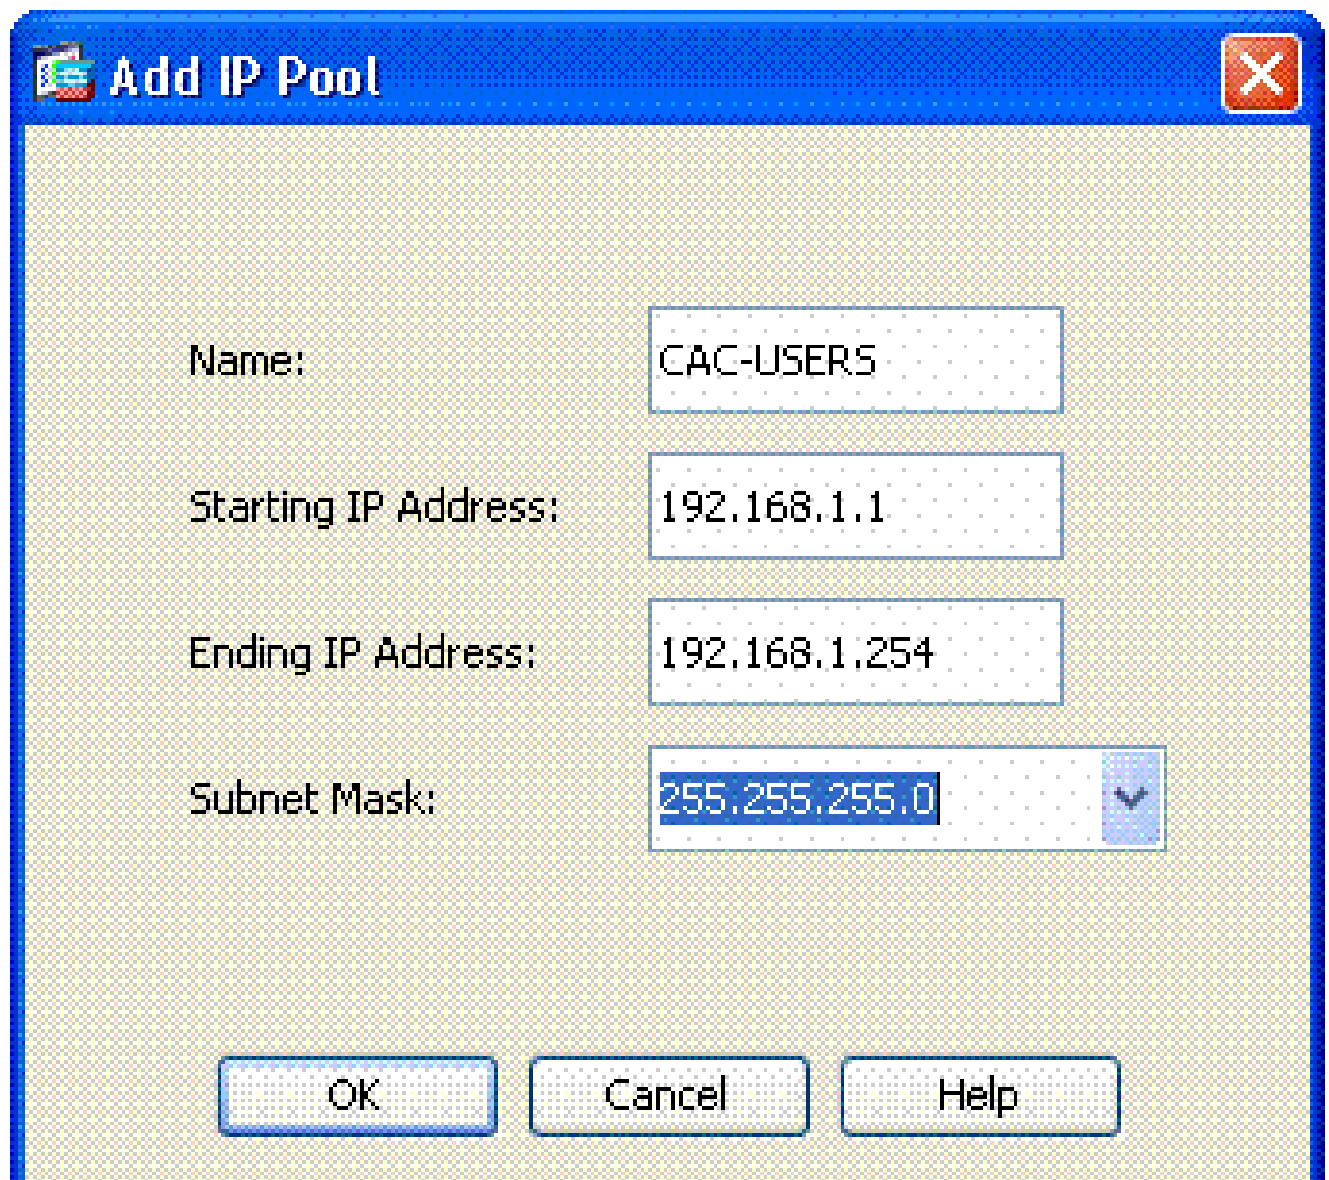 Add IP Pool
Name: CAC-USERS
Starting IP Address: 192.168.1.1
Ending IP Address: 192.168.1.254
Subnet Mask: 255.255.255.0
OK Cancel Help